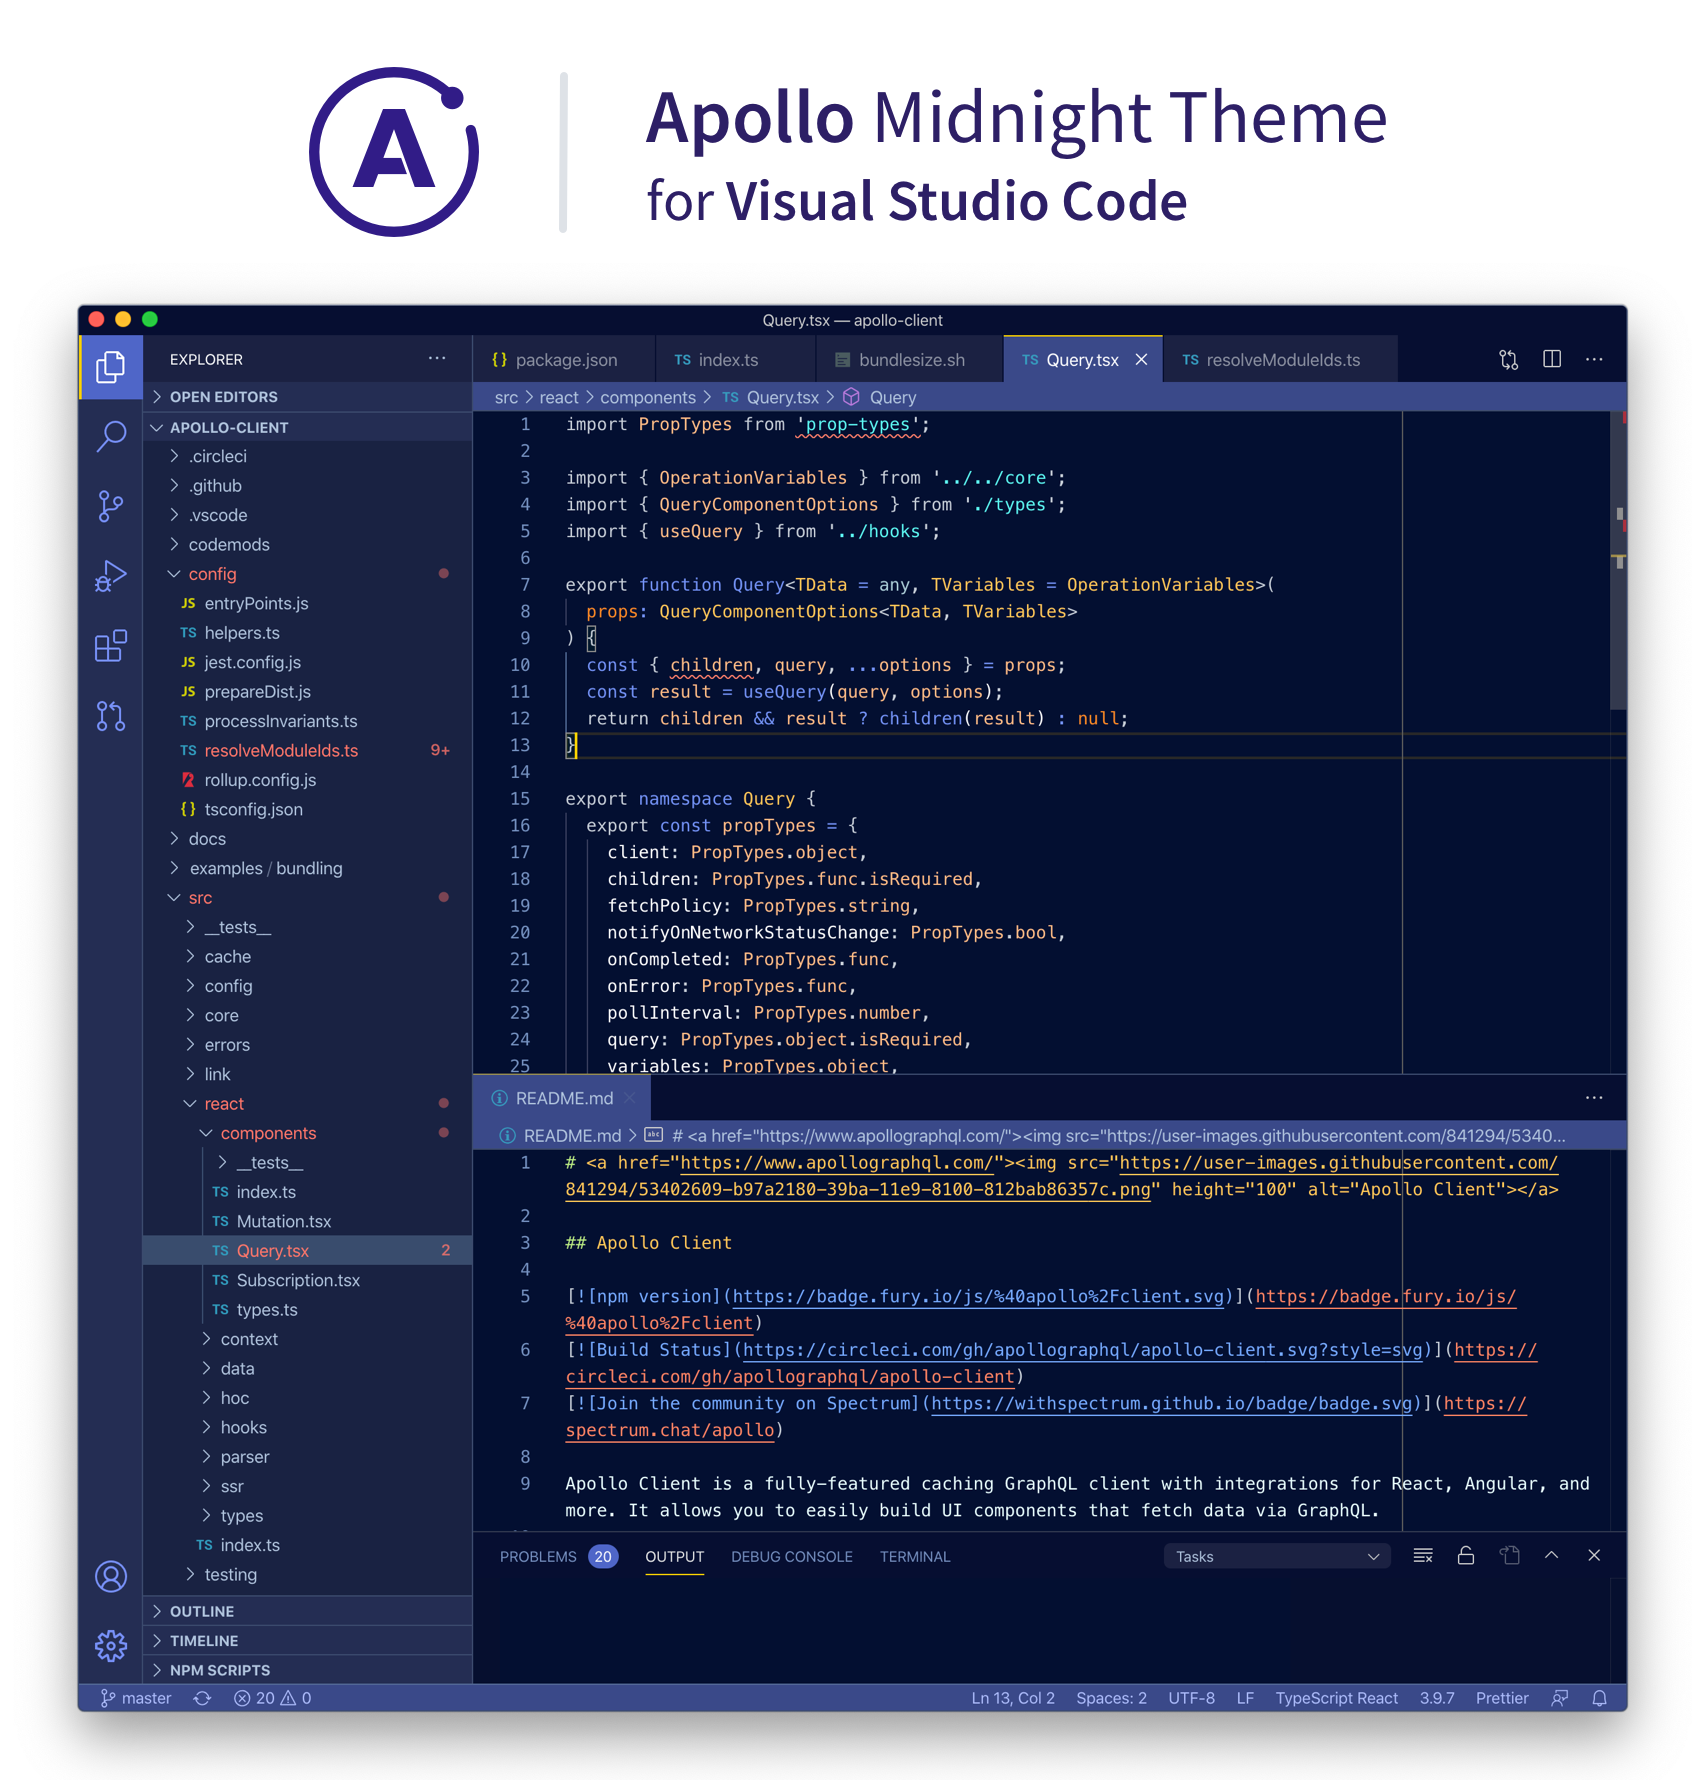 A
Apollo Midnight Theme
for Visual Studio Code
Query.tsx — apollo-client
EXPLORER ···
OPEN EDITORS
APOLLO-CLIENT
.circleci
.github
.vscode
codemods
config
JS entryPoints.js
TS helpers.ts
JS jest.config.js
JS prepareDist.js
TS processInvariants.ts
TS resolveModuleIds.ts 9+
rollup.config.js
{} tsconfig.json
docs
examples / bundling
src
__tests__
cache
config
core
errors
link
react
components
__tests__
TS index.ts
TS Mutation.tsx
TS Query.tsx 2
TS Subscription.tsx
TS types.ts
context
data
hoc
hooks
parser
ssr
types
TS index.ts
testing
OUTLINE
TIMELINE
NPM SCRIPTS
{} package.json TS index.ts bundlesize.sh TS Query.tsx TS resolveModuleIds.ts ···
src > react > components > TS Query.tsx > Query
1 import PropTypes from 'prop-types';
2
3 import { OperationVariables } from '../../core';
4 import { QueryComponentOptions } from './types';
5 import { useQuery } from '../hooks';
6
7 export function Query<TData = any, TVariables = OperationVariables>(
8 props: QueryComponentOptions<TData, TVariables>
9 ) {
10 const { children, query, ...options } = props;
11 const result = useQuery(query, options);
12 return children && result ? children(result) : null;
13 }
14
15 export namespace Query {
16 export const propTypes = {
17 client: PropTypes.object,
18 children: PropTypes.func.isRequired,
19 fetchPolicy: PropTypes.string,
20 notifyOnNetworkStatusChange: PropTypes.bool,
21 onCompleted: PropTypes.func,
22 onError: PropTypes.func,
23 pollInterval: PropTypes.number,
24 query: PropTypes.object.isRequired,
25 variables: PropTypes.object,
README.md ···
README.md > abc # <a href="https://www.apollographql.com/"><img src="https://user-images.githubusercontent.com/841294/5340...
1 # <a href="https://www.apollographql.com/"><img src="https://user-images.githubusercontent.com/
841294/53402609-b97a2180-39ba-11e9-8100-812bab86357c.png" height="100" alt="Apollo Client"></a>
2
3 ## Apollo Client
4
5 [![npm version](https://badge.fury.io/js/%40apollo%2Fclient.svg)](https://badge.fury.io/js/
%40apollo%2Fclient)
6 [![Build Status](https://circleci.com/gh/apollographql/apollo-client.svg?style=svg)](https://
circleci.com/gh/apollographql/apollo-client)
7 [![Join the community on Spectrum](https://withspectrum.github.io/badge/badge.svg)](https://
spectrum.chat/apollo)
8
9 Apollo Client is a fully-featured caching GraphQL client with integrations for React, Angular, and
more. It allows you to easily build UI components that fetch data via GraphQL.
PROBLEMS 20 OUTPUT DEBUG CONSOLE TERMINAL Tasks
master 20 0 Ln 13, Col 2 Spaces: 2 UTF-8 LF TypeScript React 3.9.7 Prettier